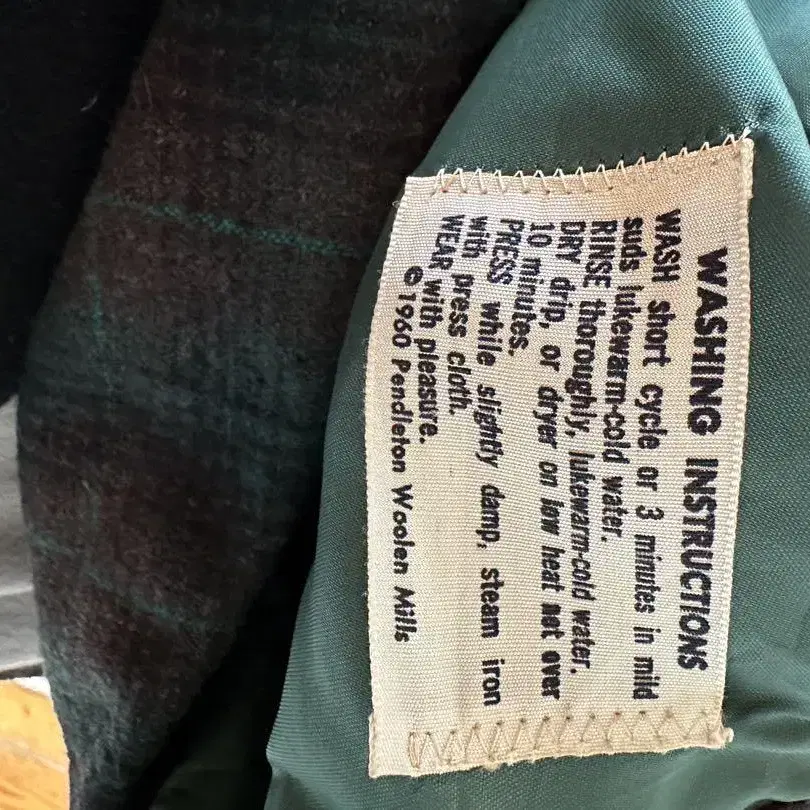 WASHING INSTRUCTIONS
WASH short cycle or 3 minutes in mild
suds lukewarm-cold water.
RINSE thoroughly, lukewarm-cold water.
DRY drip, or dryer on low heat not over
10 minutes.
PRESS while slightly damp, steam iron
with press cloth.
WEAR with pleasure.
©1960 Pendleton Woolen Mills